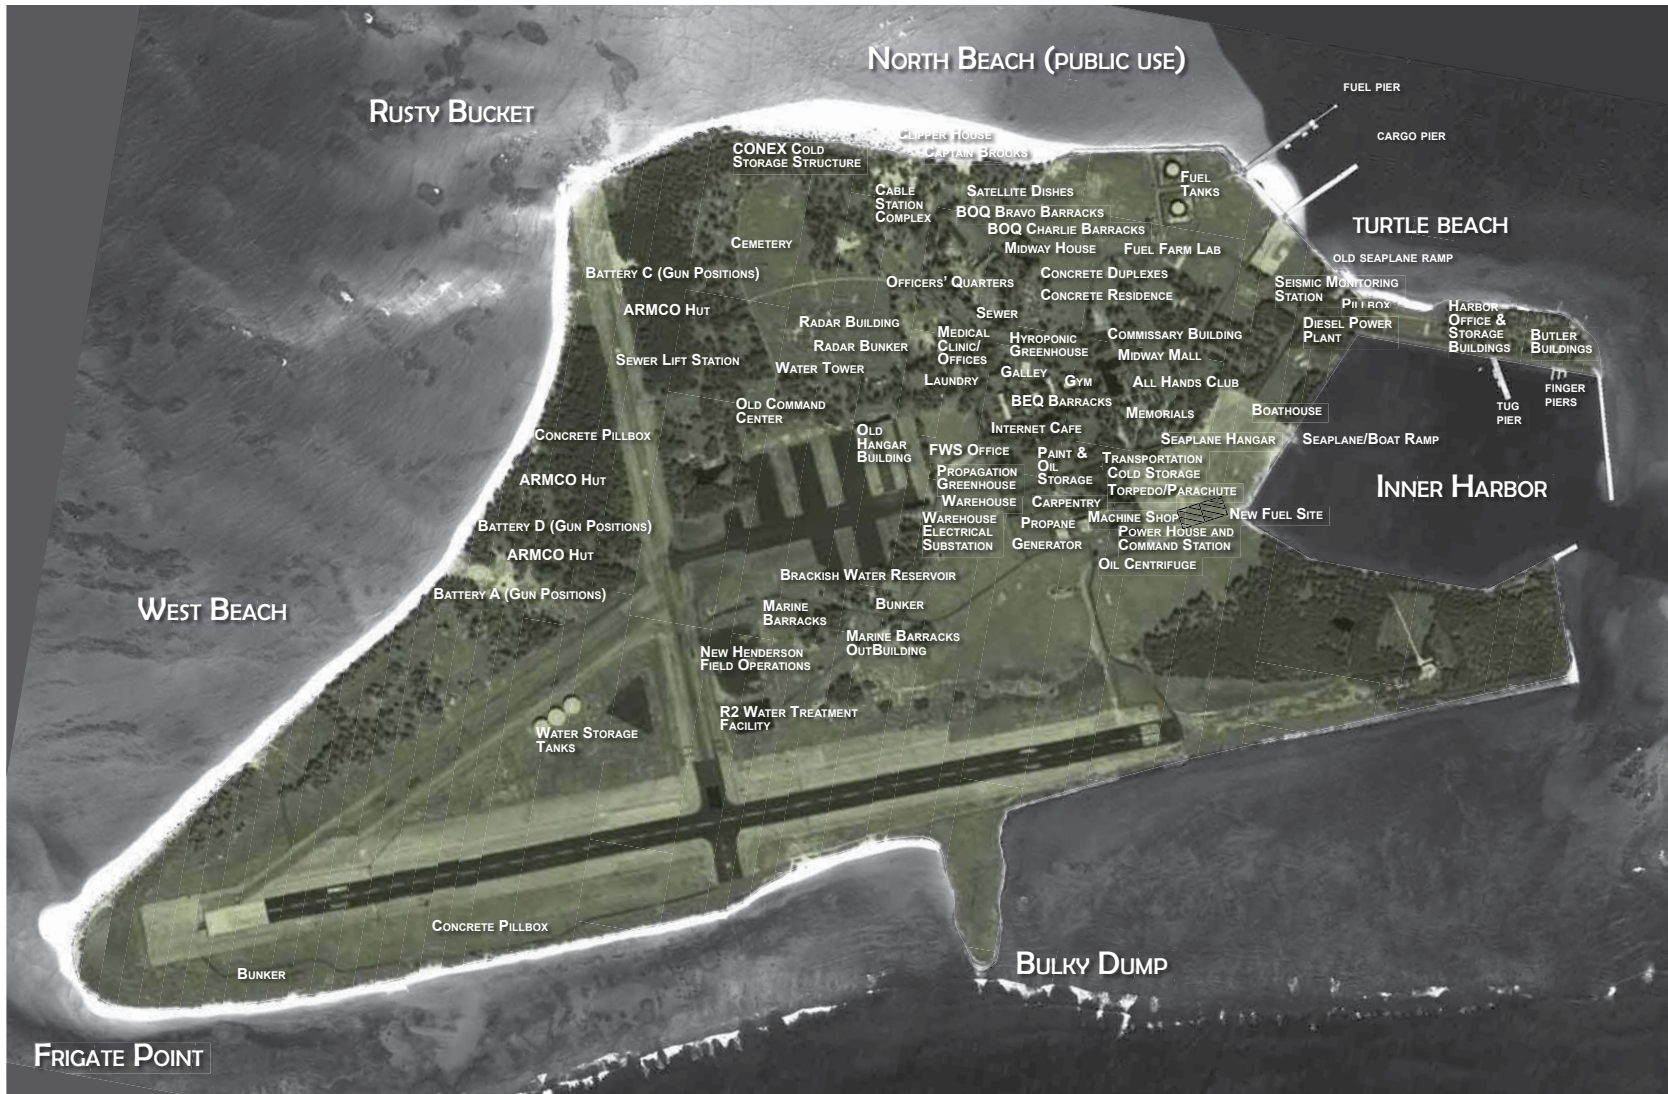 North Beach (public use)
Rusty Bucket
fuel pier
cargo pier
Clipper House
Captain Brooks
CONEX Cold
Storage Structure
Fuel
Tanks
Cable
Station
Complex
Satellite Dishes
BOQ Bravo Barracks
BOQ Charlie Barracks
TURTLE BEACH
Cemetery
Midway House
Fuel Farm Lab
old seaplane ramp
Battery C (Gun Positions)
Officers' Quarters
Concrete Duplexes
Concrete Residence
Seismic Monitoring
Station
Pillbox
ARMCO Hut
Sewer
Harbor
Office &
Storage
Buildings
Butler
Buildings
Radar Building
Radar Bunker
Medical
Clinic/
Offices
Hyroponic
Greenhouse
Commissary Building
Diesel Power
Plant
Midway Mall
Sewer Lift Station
Water Tower
Laundry
Galley
Gym
All Hands Club
finger
piers
tug
pier
Old Command
Center
BEQ Barracks
Memorials
Boathouse
Concrete Pillbox
Old
Hangar
Building
Internet Cafe
Seaplane Hangar
Seaplane/Boat Ramp
FWS Office
Paint &
Oil
Storage
Transportation
Cold Storage
ARMCO Hut
Propagation
Greenhouse
Torpedo/Parachute
Inner Harbor
Warehouse
Carpentry
Battery D (Gun Positions)
Warehouse
Electrical
Substation
Propane
Machine Shop
New Fuel Site
Power House and
Command Station
Generator
ARMCO Hut
Oil Centrifuge
Brackish Water Reservoir
Battery A (Gun Positions)
West Beach
Marine
Barracks
Bunker
Marine Barracks
OutBuilding
New Henderson
Field Operations
R2 Water Treatment
Facility
Water Storage
Tanks
Concrete Pillbox
Bunker
Bulky Dump
Frigate Point